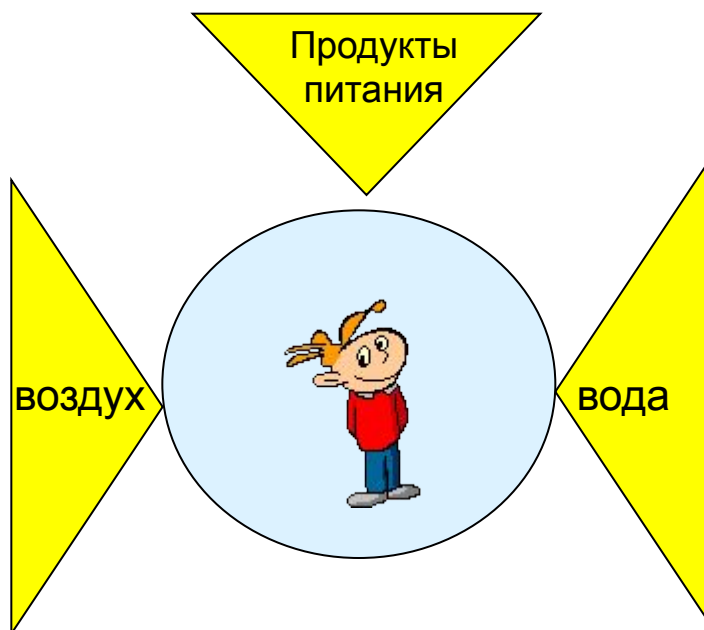 Продукты
питания
воздух
вода